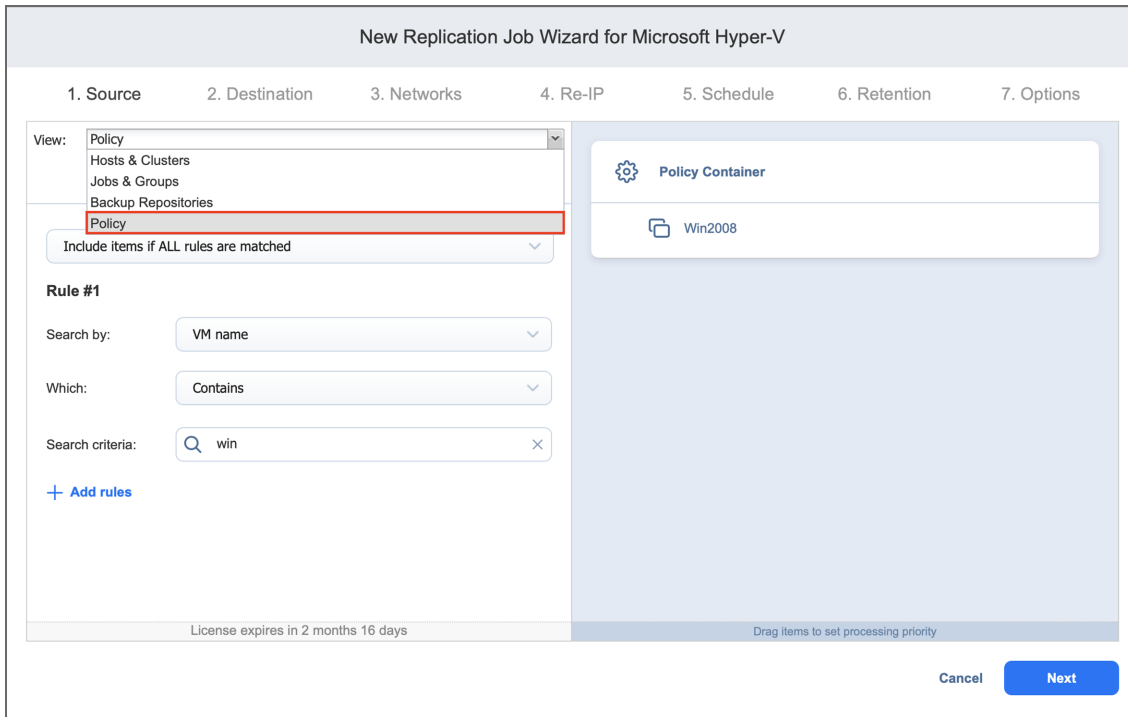 New Replication Job Wizard for Microsoft Hyper-V
1. Source 2. Destination 3. Networks 4. Re-IP 5. Schedule 6. Retention 7. Options
View: Policy
Hosts & Clusters
Jobs & Groups
Backup Repositories
Policy
Include items if ALL rules are matched
Rule #1
Search by: VM name
Which: Contains
Search criteria: win
Add rules
License expires in 2 months 16 days
Policy Container
Win2008
Drag items to set processing priority
Cancel Next